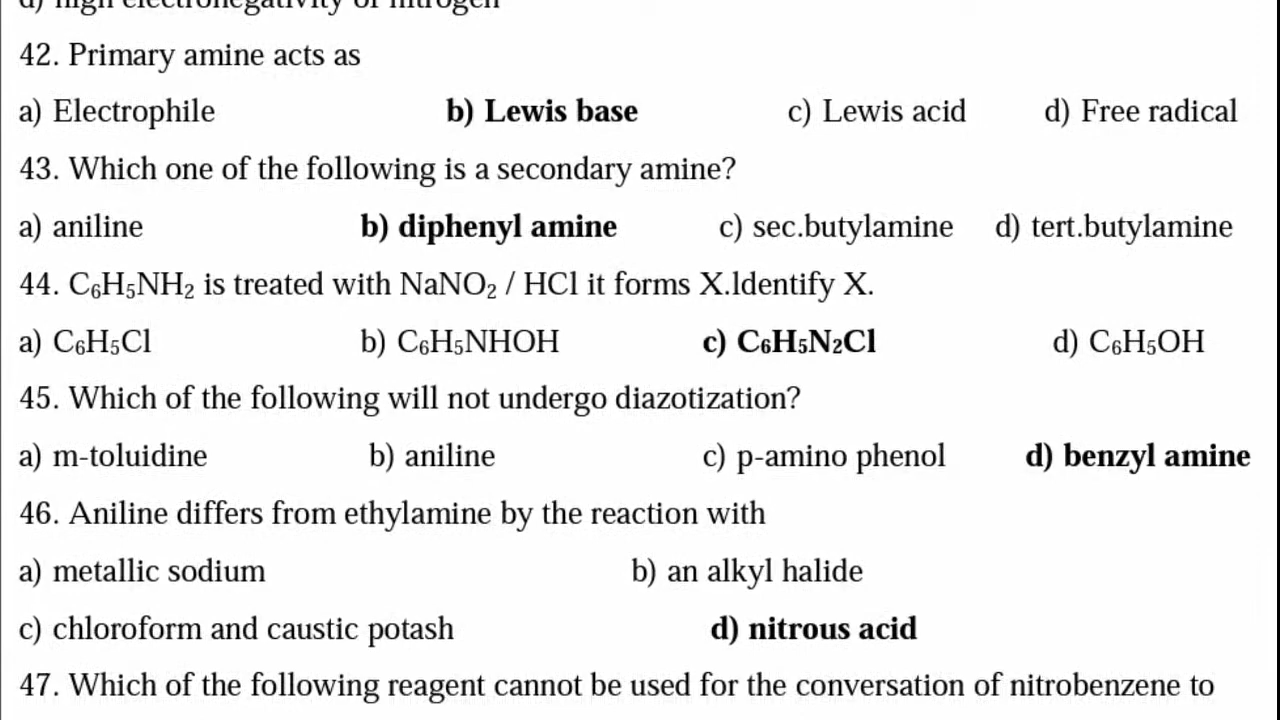 d) high electronegativity of nitrogen
42. Primary amine acts as
a) Electrophile b) Lewis base c) Lewis acid d) Free radical
43. Which one of the following is a secondary amine?
a) aniline b) diphenyl amine c) sec.butylamine d) tert.butylamine
44. C₆H₅NH₂ is treated with NaNO₂ / HCl it forms X.ldentify X.
a) C₆H₅Cl b) C₆H₅NHOH c) C₆H₅N₂Cl d) C₆H₅OH
45. Which of the following will not undergo diazotization?
a) m-toluidine b) aniline c) p-amino phenol d) benzyl amine
46. Aniline differs from ethylamine by the reaction with
a) metallic sodium b) an alkyl halide
c) chloroform and caustic potash d) nitrous acid
47. Which of the following reagent cannot be used for the conversation of nitrobenzene to